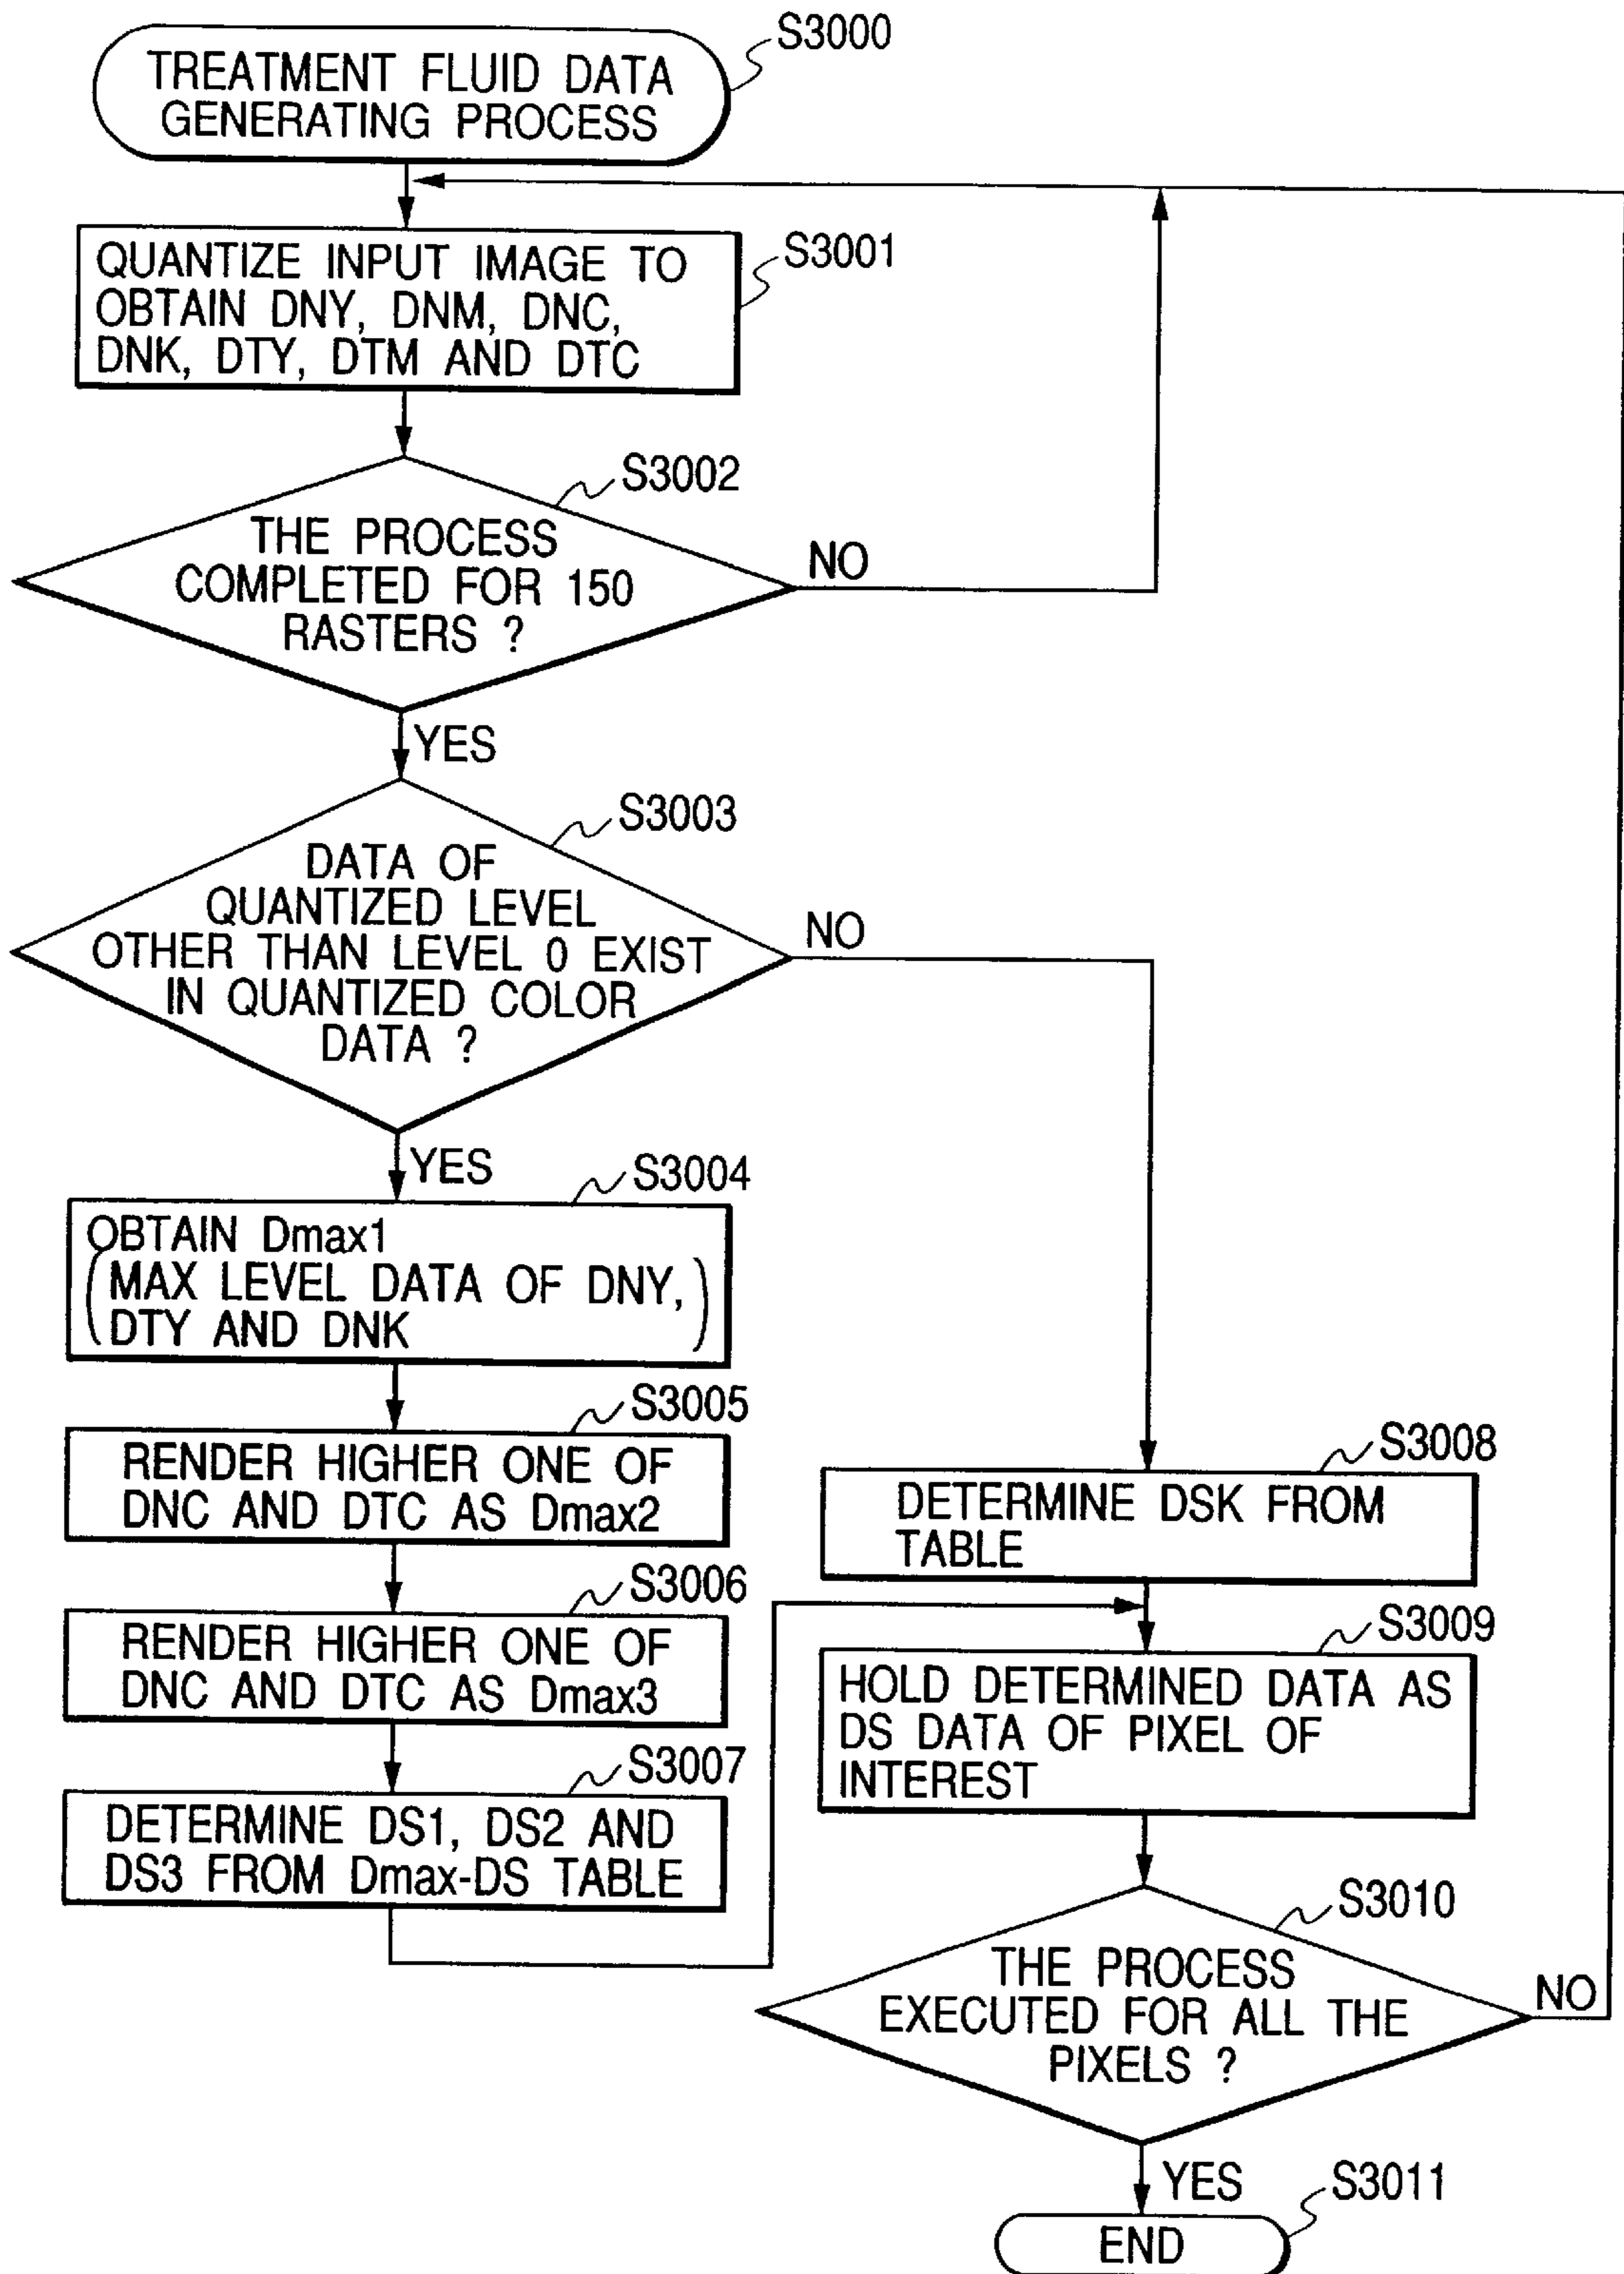 S3000
TREATMENT FLUID DATA
GENERATING PROCESS
S3001
QUANTIZE INPUT IMAGE TO
OBTAIN DNY, DNM, DNC,
DNK, DTY, DTM AND DTC
S3002
THE PROCESS
COMPLETED FOR 150
RASTERS ?
NO
YES
S3003
DATA OF
QUANTIZED LEVEL
OTHER THAN LEVEL 0 EXIST
IN QUANTIZED COLOR
DATA ?
NO
YES
S3004
OBTAIN Dmax1
(MAX LEVEL DATA OF DNY,
DTY AND DNK)
S3005
RENDER HIGHER ONE OF
DNC AND DTC AS Dmax2
S3006
RENDER HIGHER ONE OF
DNC AND DTC AS Dmax3
S3007
DETERMINE DS1, DS2 AND
DS3 FROM Dmax-DS TABLE
S3008
DETERMINE DSK FROM
TABLE
S3009
HOLD DETERMINED DATA AS
DS DATA OF PIXEL OF
INTEREST
S3010
THE PROCESS
EXECUTED FOR ALL THE
PIXELS ?
NO
YES
S3011
END